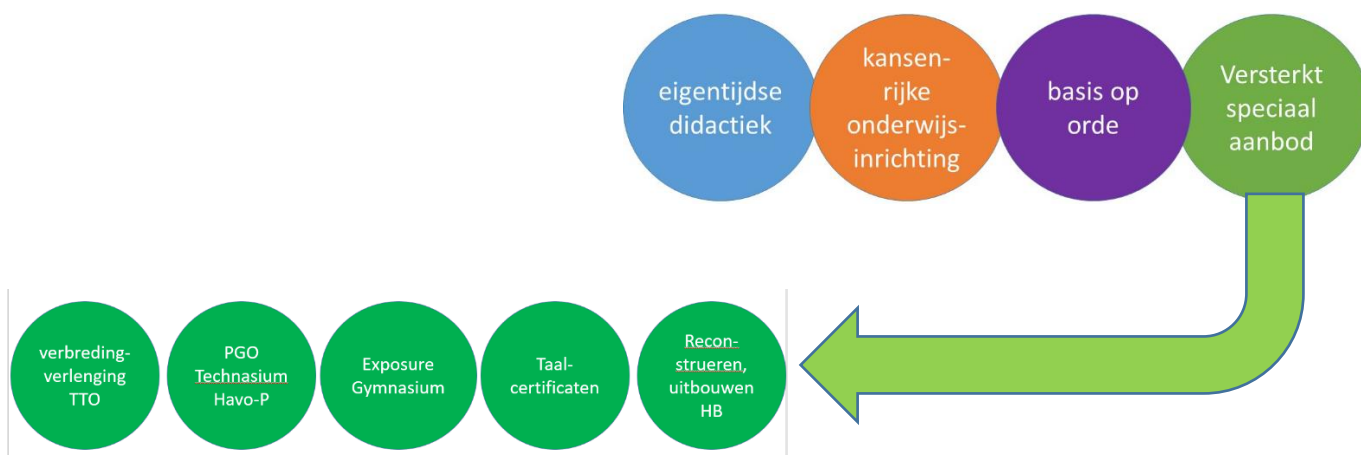 eigentijdse
didactiek
kansen-
rijke
onderwijs-
inrichting
basis op
orde
Versterkt
speciaal
aanbod
verbreding-
verlenging
TTO
PGO
Technasium
Havo-P
Exposure
Gymnasium
Taal-
certificaten
Recon-
strueren,
uitbouwen
HB